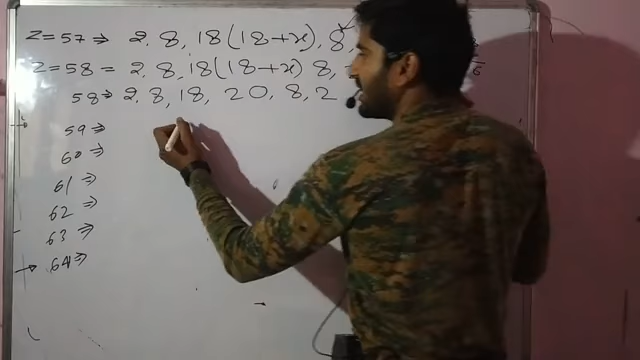 Z=57⇒ 2, 8, 18(18+x), 8,
Z=58 = 2, 8, 18(18+x) 8,
58⇒ 2, 8, 18, 20, 8, 2
59⇒
60⇒
61⇒
62⇒
63⇒
→ 64⇒